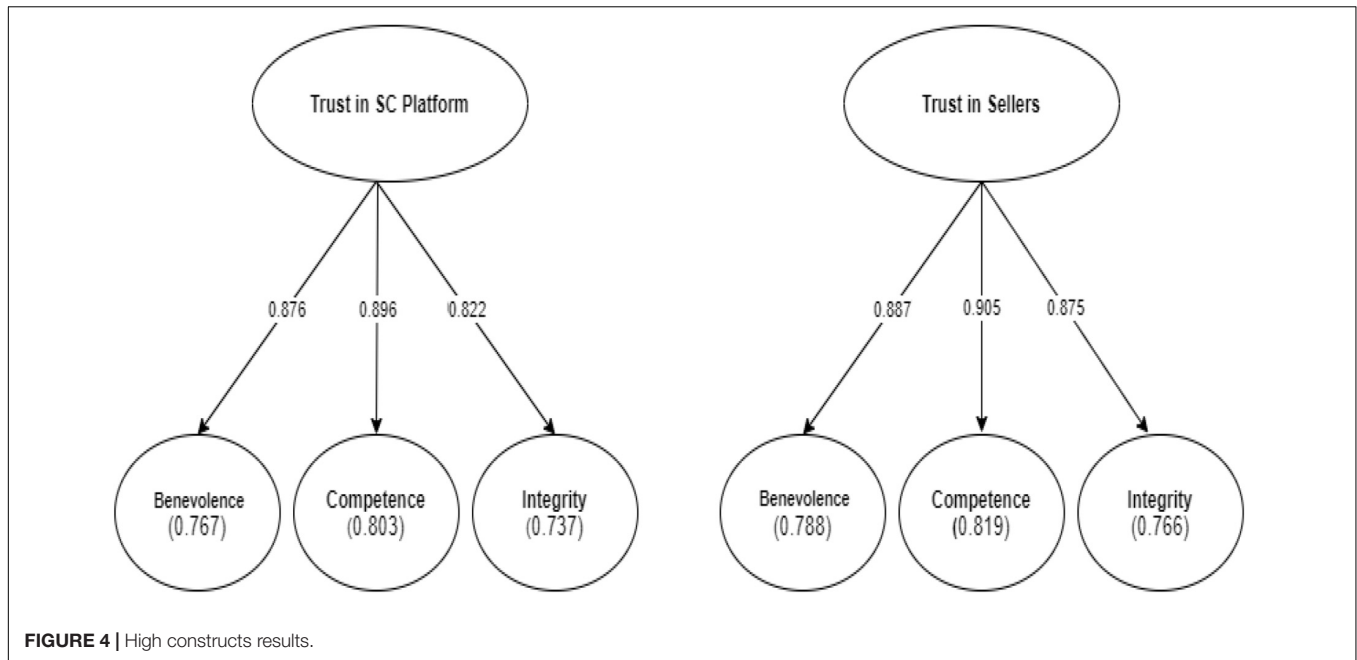 Trust in SC Platform
Trust in Sellers
0.876
0.896
0.822
0.887
0.905
0.875
Benevolence
(0.767)
Competence
(0.803)
Integrity
(0.737)
Benevolence
(0.788)
Competence
(0.819)
Integrity
(0.766)
FIGURE 4 | High constructs results.